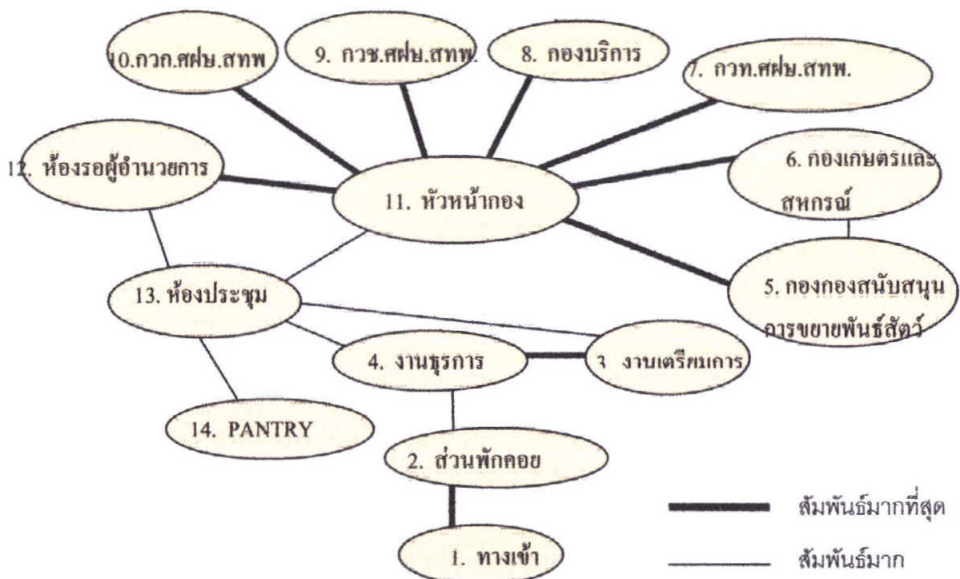 10.กวก.ศฝษ.สทพ
9. กวช.ศฝษ.สทพ.
8. กองบริการ
7. กวท.ศฝษ.สทพ.
12. ห้องรอผู้อำนวยการ
11. หัวหน้ากอง
6. กองเกษตรและ
สหกรณ์
13. ห้องประชุม
5. กองกองสนับสนุน
การขยายพันธ์สัตว์
4. งานธุรการ
3 งานเตรียมการ
14. PANTRY
2. ส่วนพักคอย
สัมพันธ์มากที่สุด
1. ทางเข้า
สัมพันธ์มาก